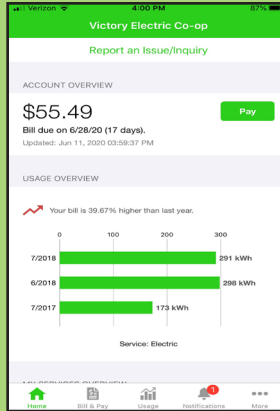 Verizon 4:00 PM 87%
Victory Electric Co-op
Report an Issue/Inquiry
ACCOUNT OVERVIEW
$55.49
Pay
Bill due on 6/28/20 (17 days).
Updated: Jun 11, 2020 03:59:37 PM
USAGE OVERVIEW
Your bill is 39.67% higher than last year.
0 100 200 300
7/2018 291 kWh
6/2018 298 kWh
7/2017 173 kWh
Service: Electric
MY SERVICES OVERVIEW
1
Home Bill & Pay Usage Notifications More